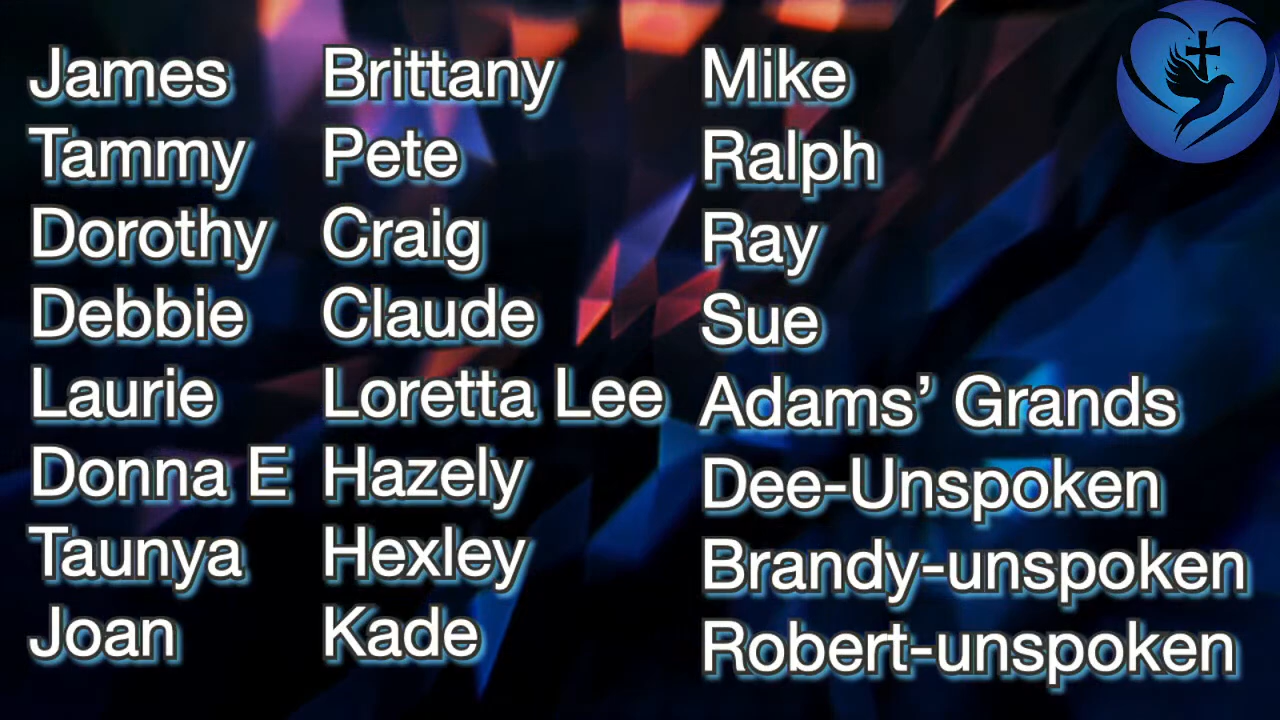 James
Tammy
Dorothy
Debbie
Laurie
Donna E
Taunya
Joan
Brittany
Pete
Craig
Claude
Loretta Lee
Hazely
Hexley
Kade
Mike
Ralph
Ray
Sue
Adams’ Grands
Dee-Unspoken
Brandy-unspoken
Robert-unspoken